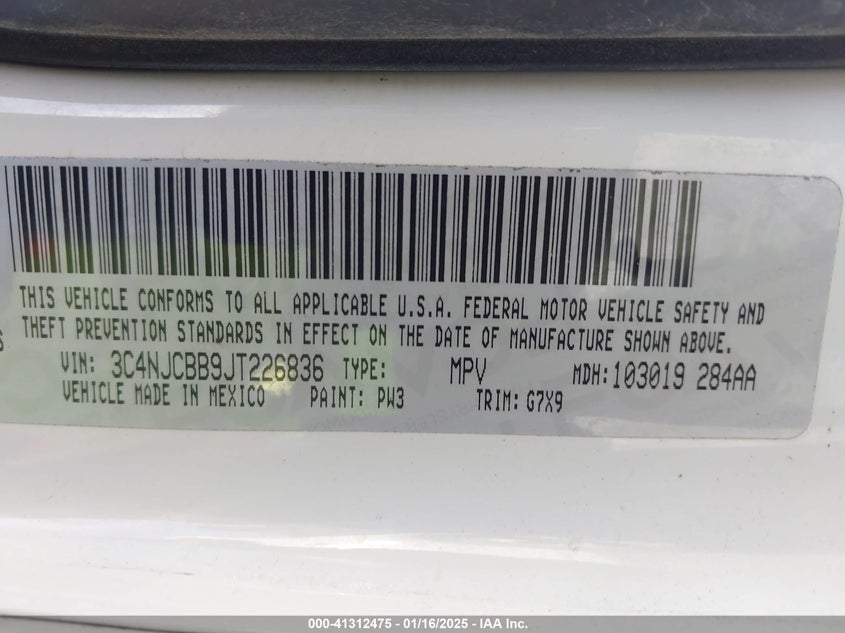 THIS VEHICLE CONFORMS TO ALL APPLICABLE U.S.A. FEDERAL MOTOR VEHICLE SAFETY AND
THEFT PREVENTION STANDARDS IN EFFECT ON THE DATE OF MANUFACTURE SHOWN ABOVE.
VIN: 3C4NJCBB9JT226836 TYPE: MPV MDH: 103019 284AA
VEHICLE MADE IN MEXICO PAINT: PW3 TRIM: G7X9
000-41312475 - 01/16/2025 - IAA Inc.